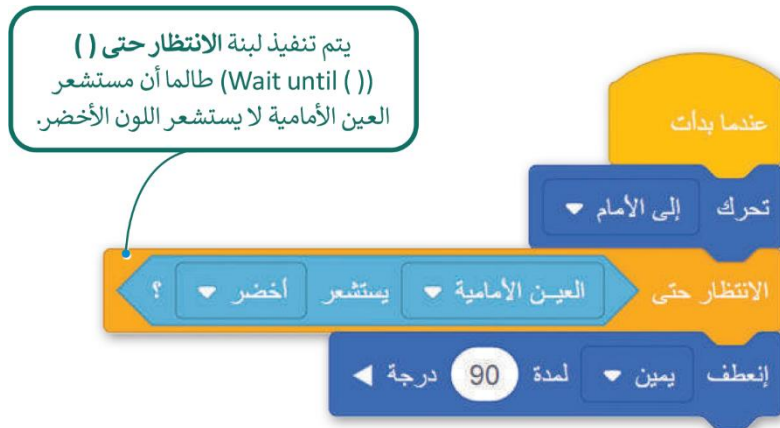 يتم تنفيذ لبنة الانتظار حتى ( )
(Wait until ( )) طالما أن مستشعر
العين الأمامية لا يستشعر اللون الأخضر.
عندما بدأت
تحرك إلى الأمام
الانتظار حتى العين الأمامية يستشعر أخضر ؟
إنعطف يمين لمدة 90 درجة